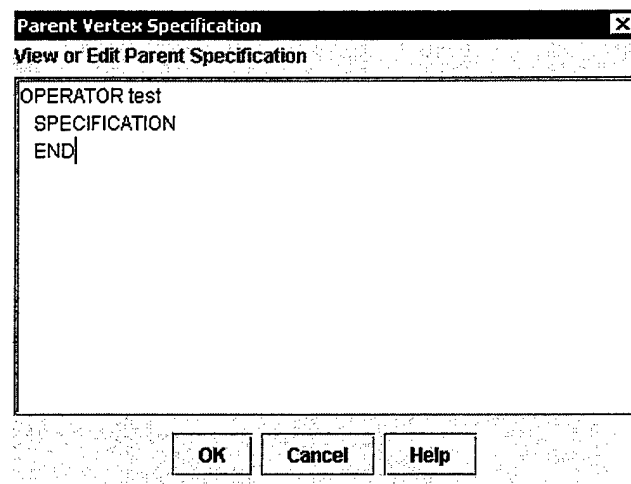 Parent Vertex Specification
View or Edit Parent Specification
OPERATOR test
SPECIFICATION
END
OK Cancel Help